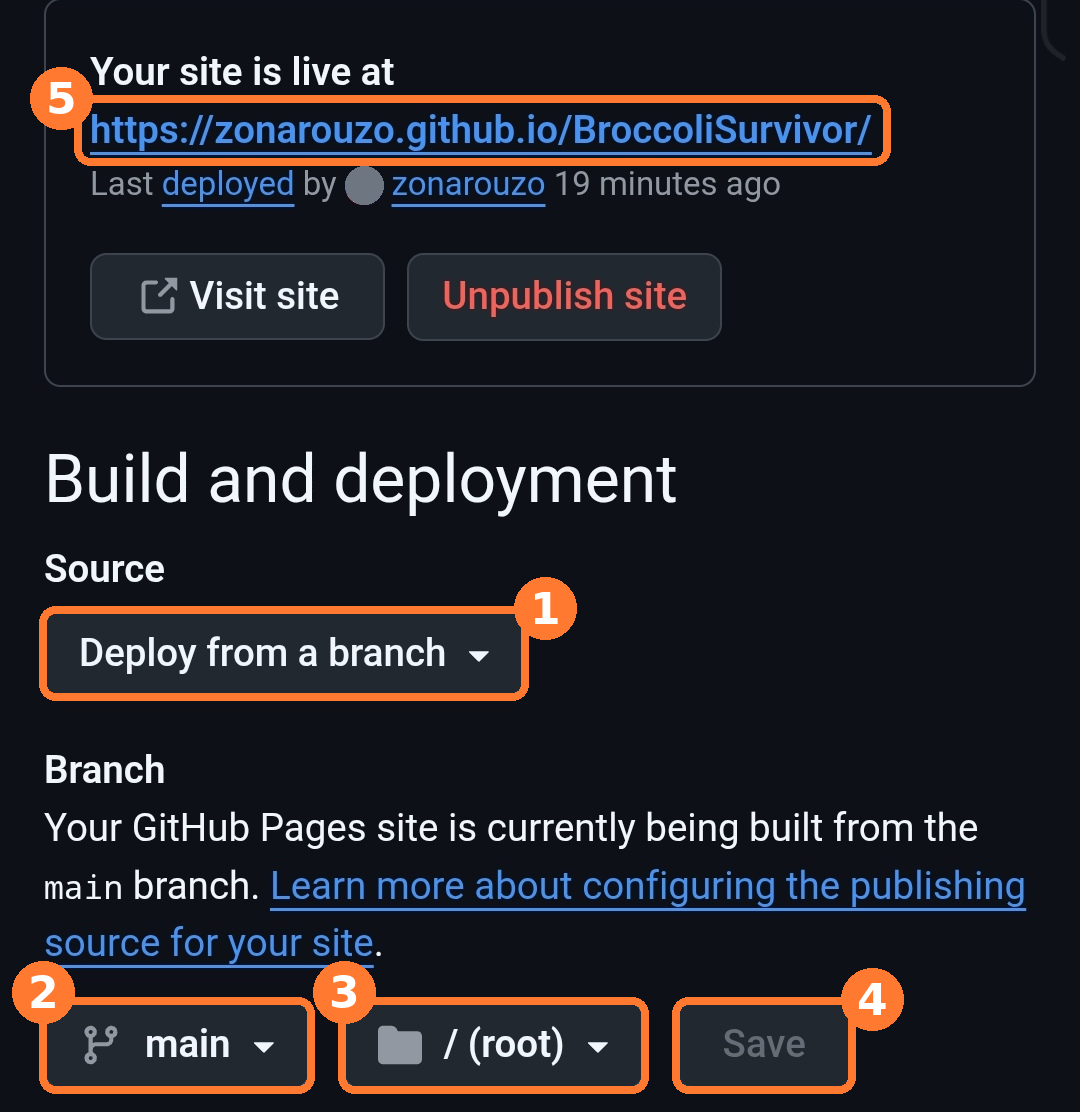 Your site is live at
5
https://zonarouzo.github.io/BroccoliSurvivor/
Last deployed by zonarouzo 19 minutes ago
Visit site Unpublish site
Build and deployment
Source
1
Deploy from a branch
Branch
Your GitHub Pages site is currently being built from the
main branch. Learn more about configuring the publishing
source for your site.
2 3 4
main / (root) Save